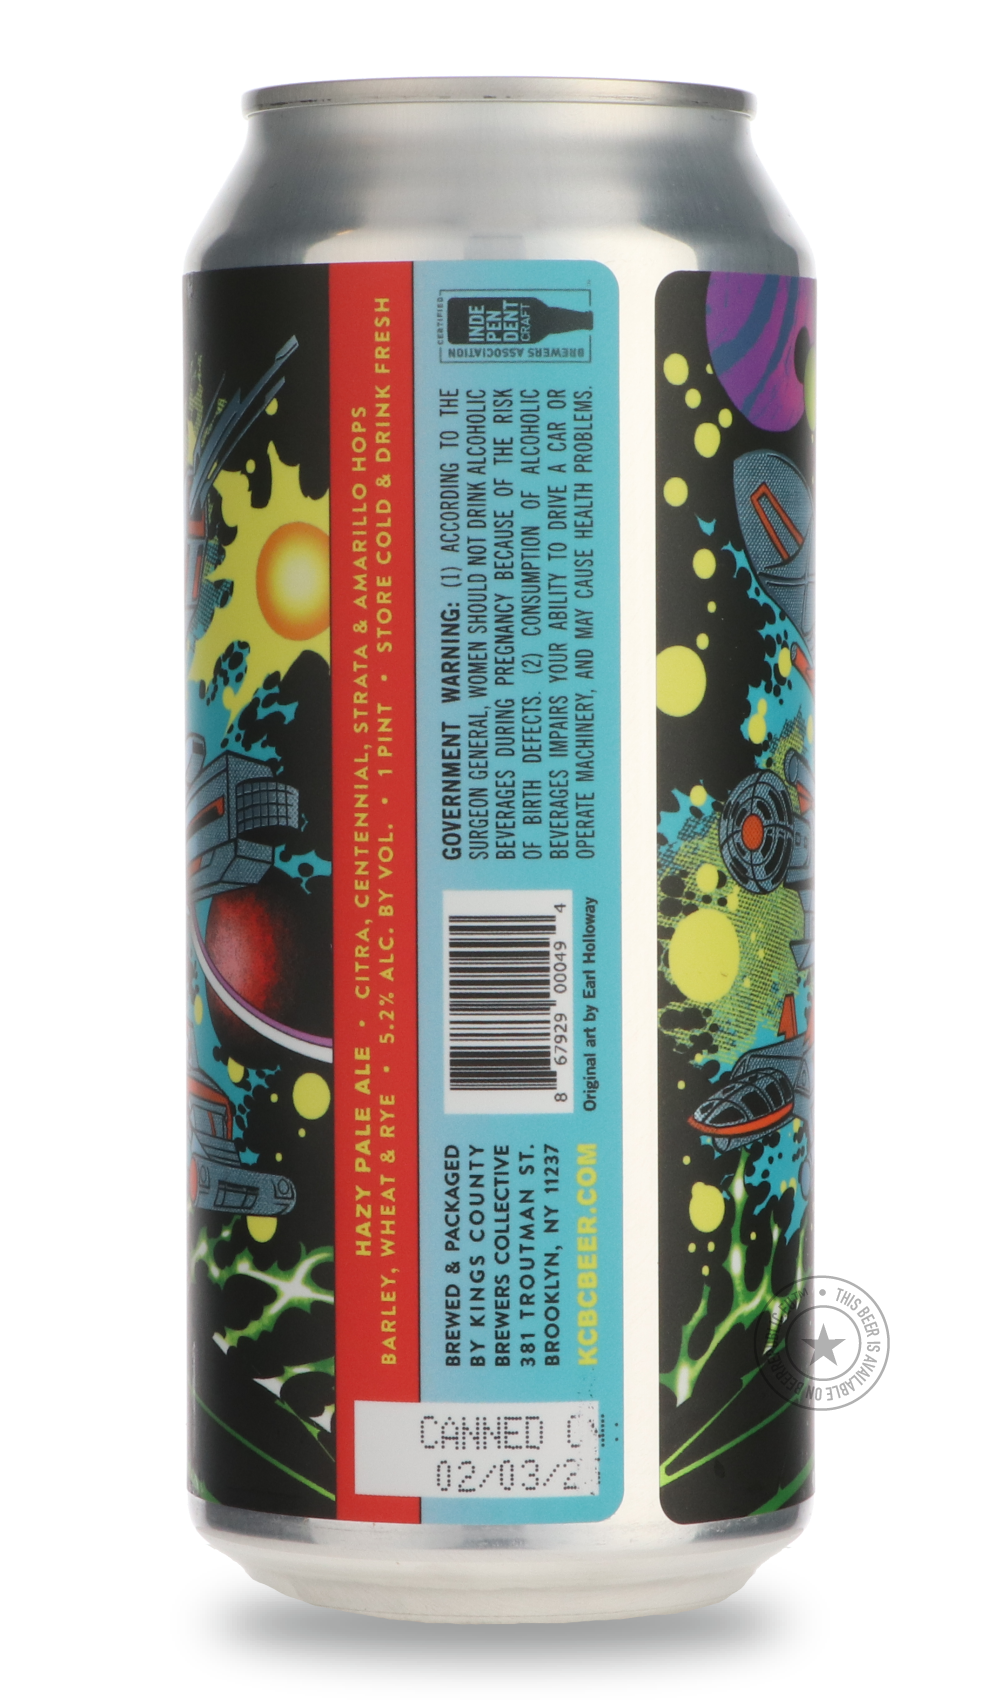 HAZY PALE ALE • CITRA, CENTENNIAL, STRATA & AMARILLO HOPS
BARLEY, WHEAT & RYE • 5.2% ALC. BY VOL. • 1 PINT • STORE COLD & DRINK FRESH
BREWED & PACKAGED
BY KINGS COUNTY
BREWERS COLLECTIVE
381 TROUTMAN ST.
BROOKLYN, NY 11237
KCBCBEER.COM
8 67929 00049 4
Original art by Earl Holloway
GOVERNMENT WARNING: (1) ACCORDING TO THE
SURGEON GENERAL, WOMEN SHOULD NOT DRINK ALCOHOLIC
BEVERAGES DURING PREGNANCY BECAUSE OF THE RISK
OF BIRTH DEFECTS. (2) CONSUMPTION OF ALCOHOLIC
BEVERAGES IMPAIRS YOUR ABILITY TO DRIVE A CAR OR
OPERATE MACHINERY, AND MAY CAUSE HEALTH PROBLEMS.
CERTIFIED
INDE
PEN
DENT
CRAFT
BREWERS ASSOCIATION
CANNED
02/03/2
THIS BEER IS AVAILABLE ON